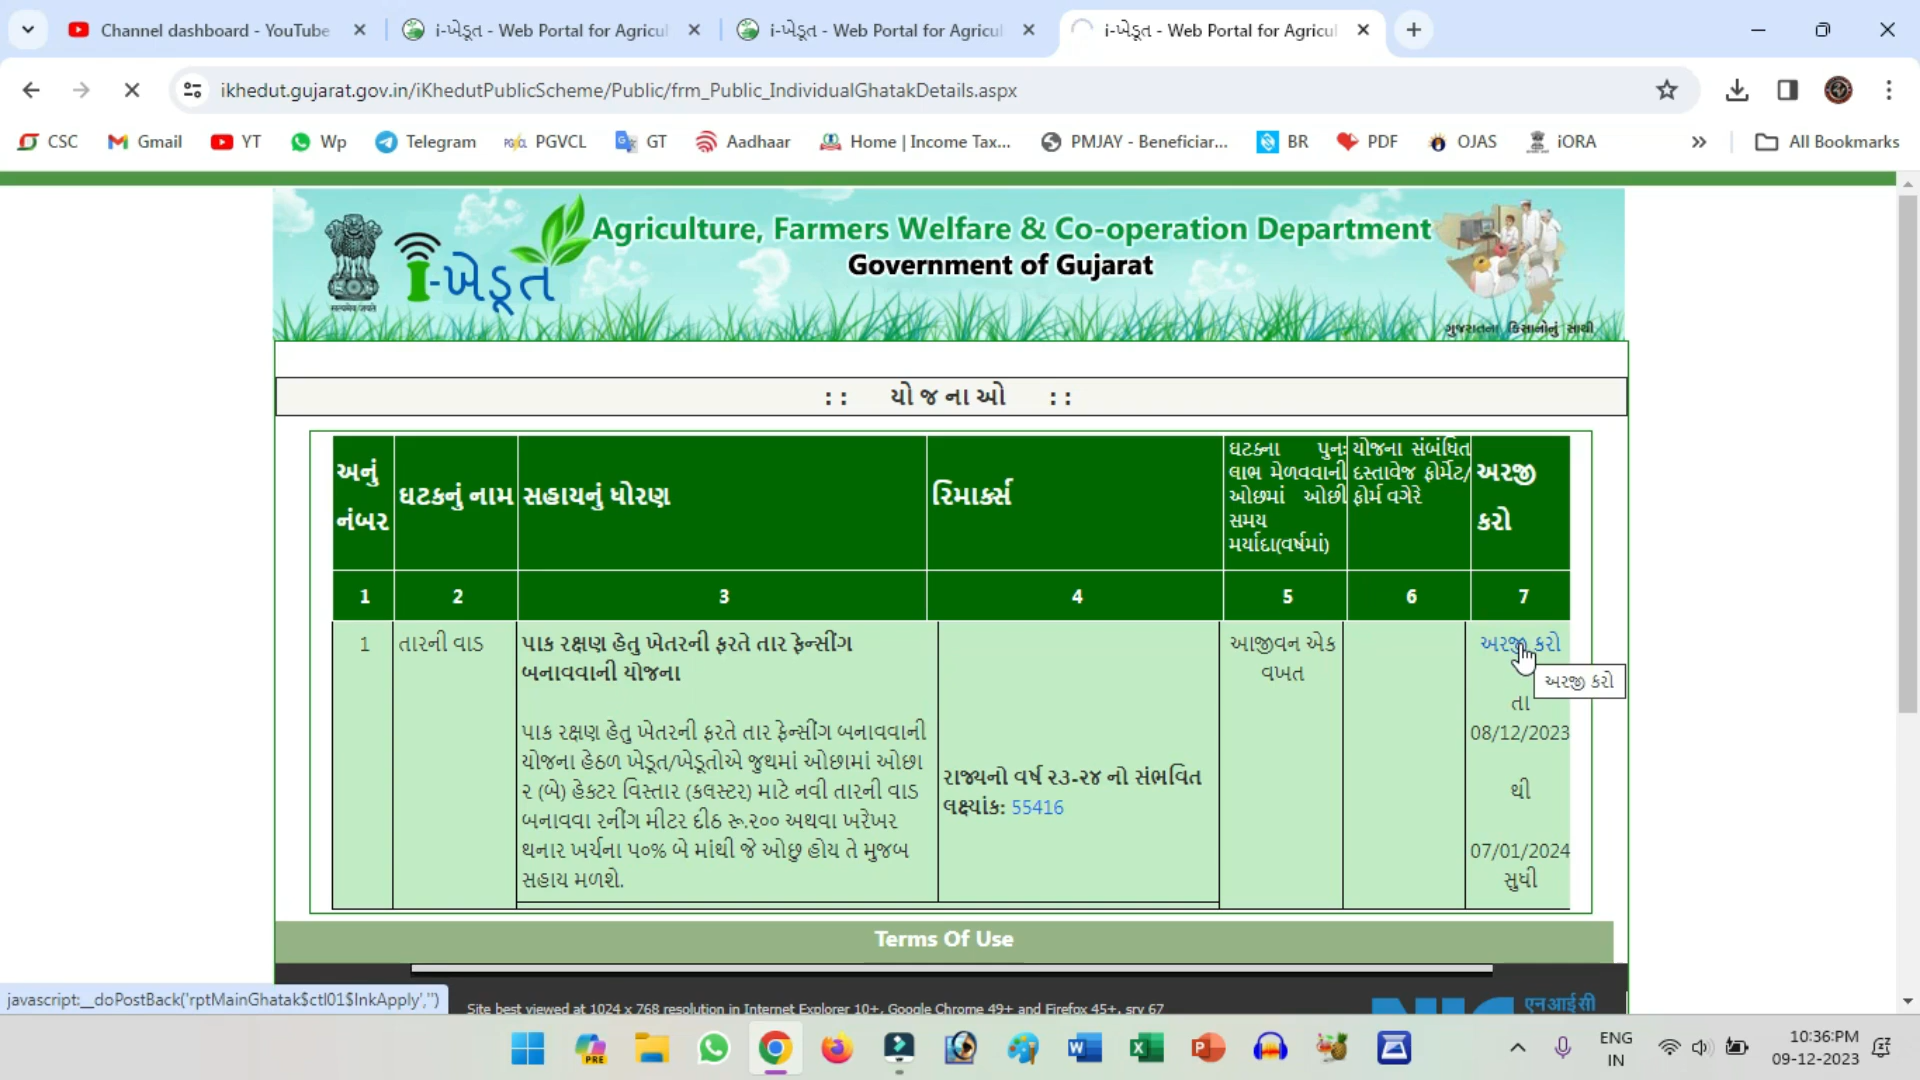 Channel dashboard - YouTube
i-ખેડૂત - Web Portal for Agricul
i-ખેડૂત - Web Portal for Agricul
i-ખેડૂત - Web Portal for Agricul
ikhedut.gujarat.gov.in/iKhedutPublicScheme/Public/frm_Public_IndividualGhatakDetails.aspx
CSC Gmail YT Wp Telegram PGVCL GT Aadhaar Home | Income Tax... PMJAY - Beneficiar... BR PDF OJAS iORA » All Bookmarks
Agriculture, Farmers Welfare & Co-operation Department
Government of Gujarat
i-ખેડૂત
सत्यमेव जयते
ગુજરાતના કિસાનોનું સાથી
:: યોજનાઓ ::
અનું નંબર
ઘટકનું નામ
સહાયનું ધોરણ
રિમાર્ક્સ
ઘટકના પુન:
લાભ મેળવવાની
ઓછમાં ઓછી
સમય
મર્યાદા(વર્ષમાં)
યોજના સંબંધિત
દસ્તાવેજ ફોર્મેટ/
ફોર્મ વગેરે
અરજી
કરો
1 2 3 4 5 6 7
1
તારની વાડ
પાક રક્ષણ હેતુ ખેતરની ફરતે તાર ફેન્સીંગ
બનાવવાની યોજના
પાક રક્ષણ હેતુ ખેતરની ફરતે તાર ફેન્સીંગ બનાવવાની
યોજના હેઠળ ખેડૂત/ખેડૂતોએ જુથમાં ઓછામાં ઓછા
૨ (બે) હેક્ટર વિસ્તાર (કલસ્ટર) માટે નવી તારની વાડ
બનાવવા રનીંગ મીટર દીઠ રૂ.૨૦૦ અથવા ખરેખર
થનાર ખર્ચના ૫૦% બે માંથી જે ઓછુ હોય તે મુજબ
સહાય મળશે.
રાજ્યનો વર્ષ ૨૩-૨૪ નો સંભવિત
લક્ષ્યાંક: 55416
આજીવન એક
વખત
અરજી કરો
અરજી કરો
તા
08/12/2023
થી
07/01/2024
સુધી
Terms Of Use
javascript:__doPostBack('rptMainGhatak$ctl01$lnkApply','')
Site best viewed at 1024 x 768 resolution in Internet Explorer 10+, Google Chrome 49+ and Firefox 45+. srv 67
एनआईसी
PRE
ENG
IN
10:36:PM
09-12-2023